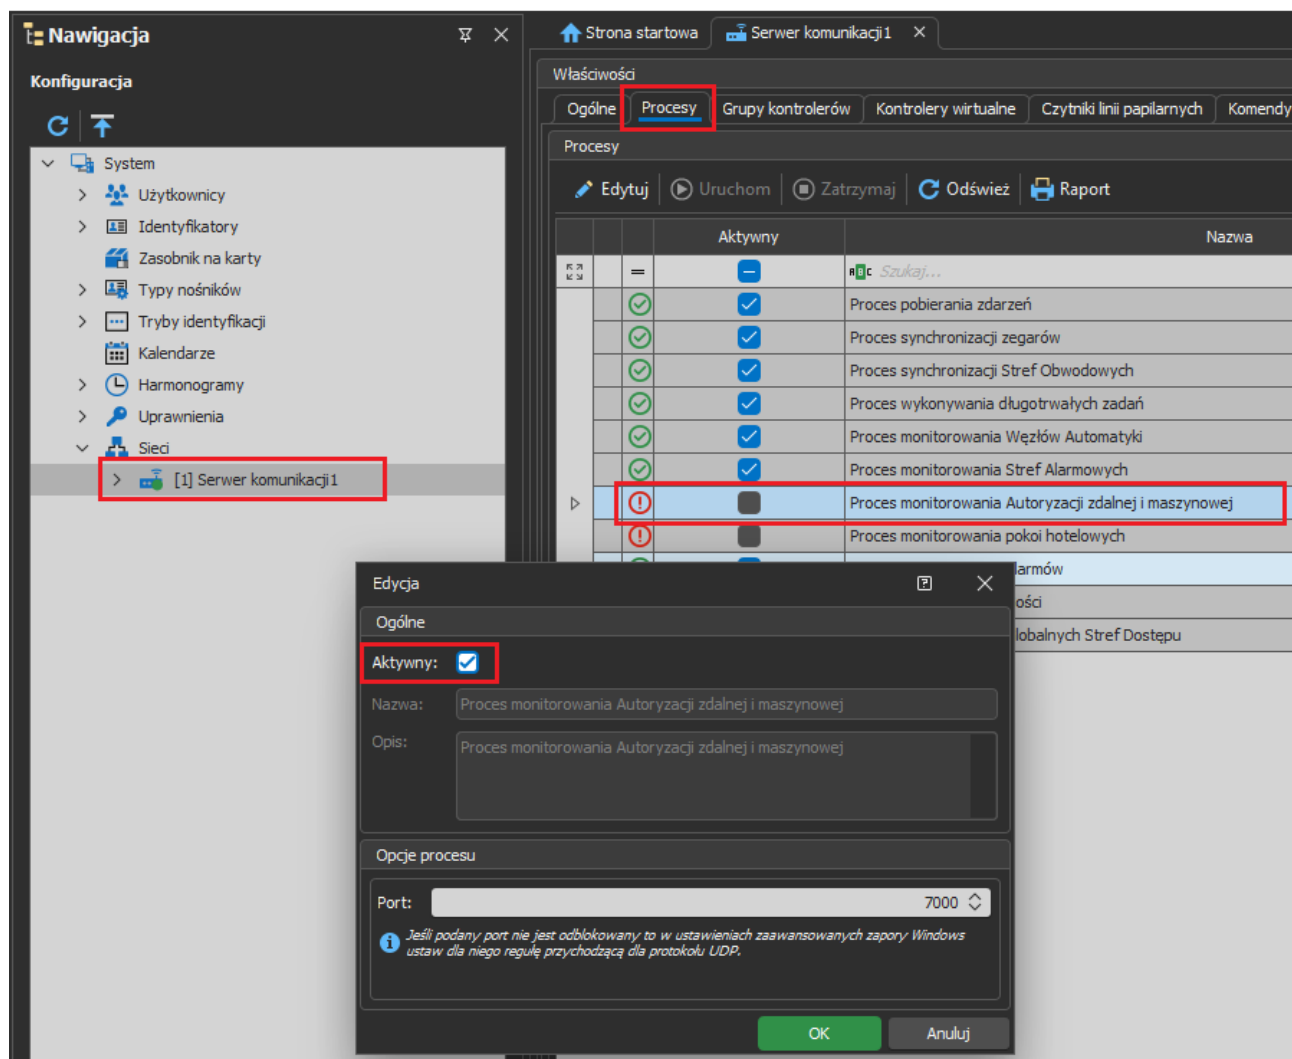 Nawigacja
Konfiguracja
System
Użytkownicy
Identyfikatory
Zasobnik na karty
Typy nośników
Tryby identyfikacji
Kalendarze
Harmonogramy
Uprawnienia
Sieci
[1] Serwer komunikacji1
Strona startowa
Serwer komunikacji1
Właściwości
Ogólne Procesy Grupy kontrolerów Kontrolery wirtualne Czytniki linii papilarnych Komendy
Procesy
Edytuj Uruchom Zatrzymaj Odśwież Raport
Aktywny Nazwa
ABC Szukaj...
Proces pobierania zdarzeń
Proces synchronizacji zegarów
Proces synchronizacji Stref Obwodowych
Proces wykonywania długotrwałych zadań
Proces monitorowania Węzłów Automatyki
Proces monitorowania Stref Alarmowych
Proces monitorowania Autoryzacji zdalnej i maszynowej
Proces monitorowania pokoi hotelowych
larmów
ości
lobalnych Stref Dostępu
Edycja
Ogólne
Aktywny:
Nazwa: Proces monitorowania Autoryzacji zdalnej i maszynowej
Opis: Proces monitorowania Autoryzacji zdalnej i maszynowej
Opcje procesu
Port: 7000
Jeśli podany port nie jest odblokowany to w ustawieniach zaawansowanych zapory Windows
ustaw dla niego regułę przychodzącą dla protokołu UDP.
OK Anuluj